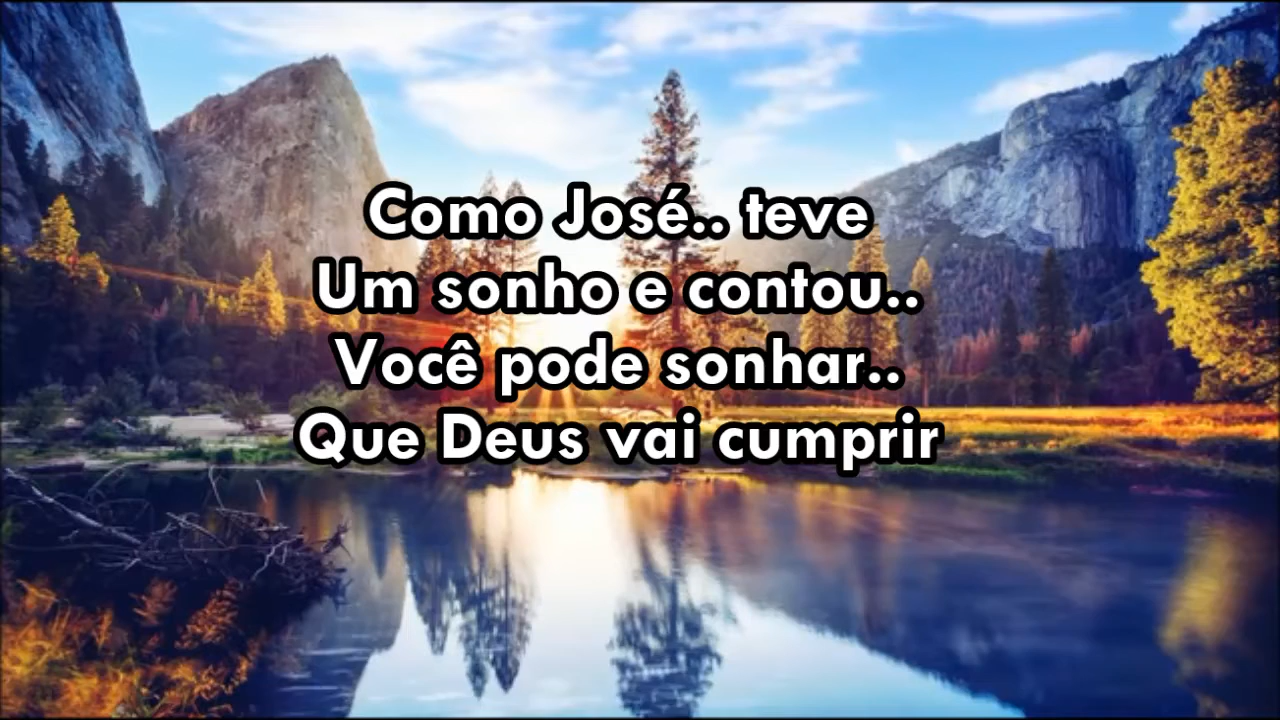 Como José.. teve
Um sonho e contou..
Você pode sonhar..
Que Deus vai cumprir